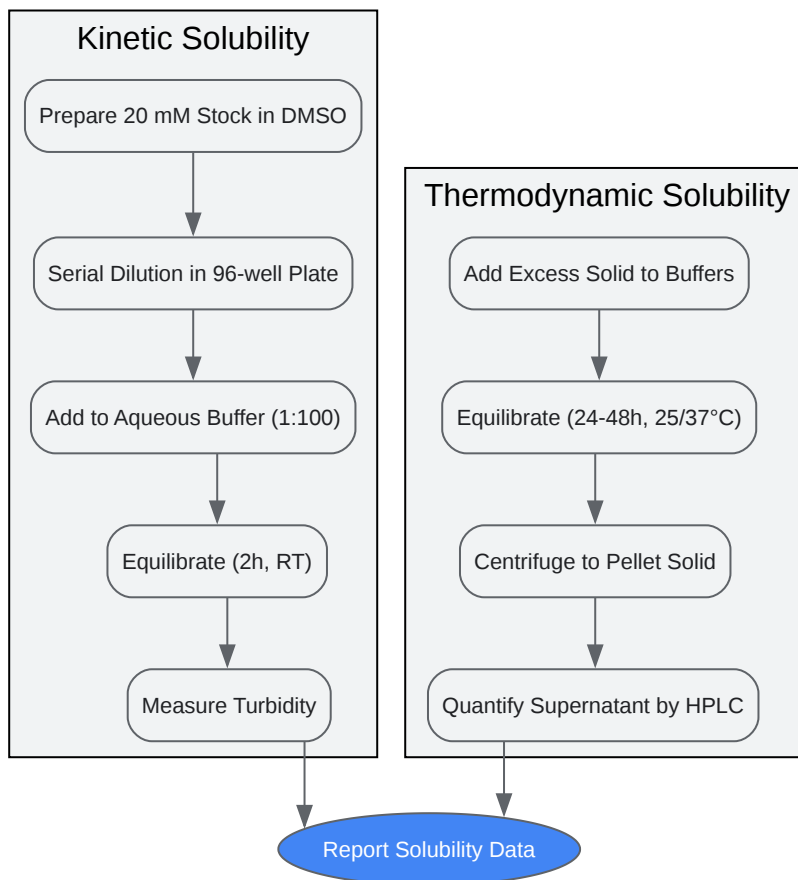 Kinetic Solubility
Prepare 20 mM Stock in DMSO
Serial Dilution in 96-well Plate
Add to Aqueous Buffer (1:100)
Equilibrate (2h, RT)
Measure Turbidity
Thermodynamic Solubility
Add Excess Solid to Buffers
Equilibrate (24-48h, 25/37°C)
Centrifuge to Pellet Solid
Quantify Supernatant by HPLC
Report Solubility Data